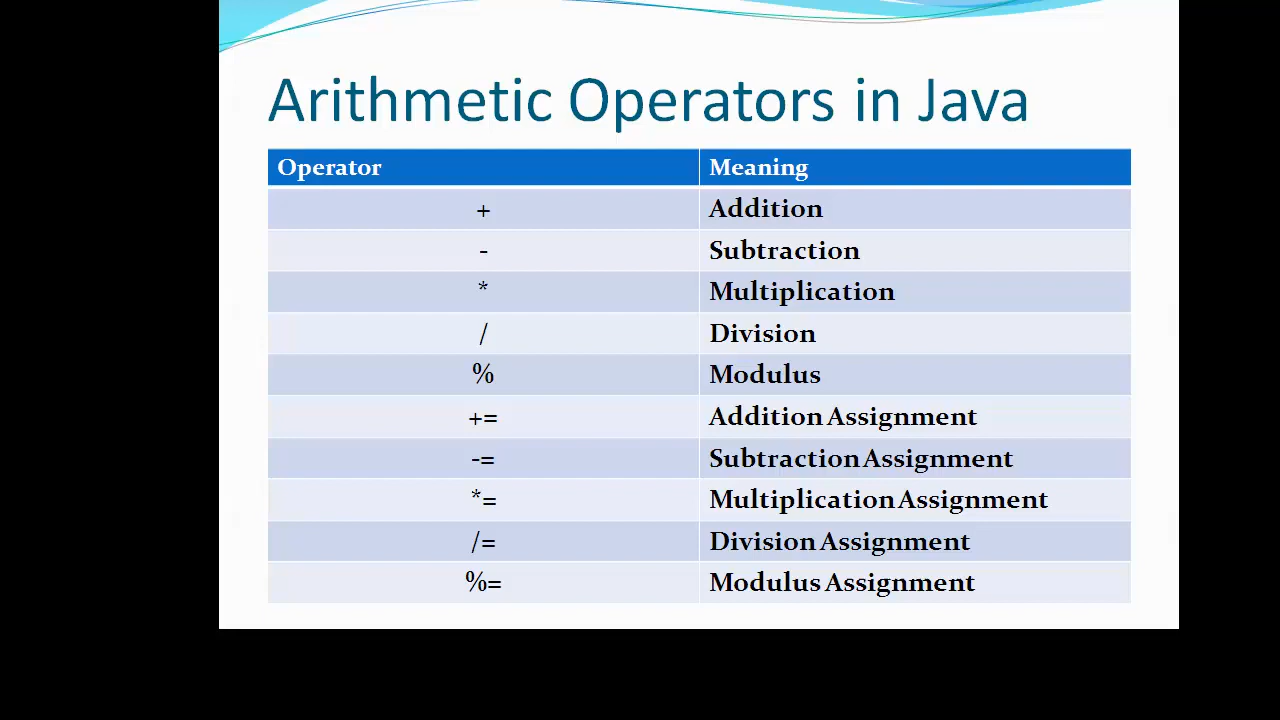 Arithmetic Operators in Java
Operator Meaning
+ Addition
- Subtraction
* Multiplication
/ Division
% Modulus
+= Addition Assignment
-= Subtraction Assignment
*= Multiplication Assignment
/= Division Assignment
%= Modulus Assignment